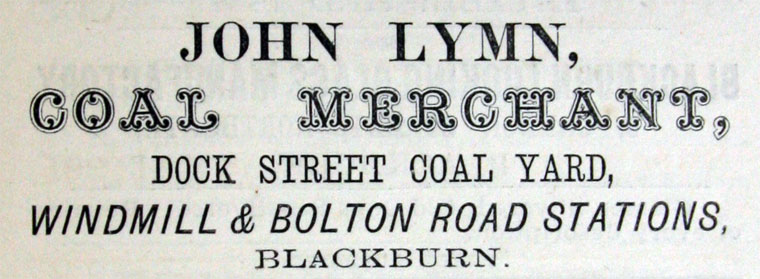 JOHN LYMN,
COAL MERCHANT,
DOCK STREET COAL YARD,
WINDMILL & BOLTON ROAD STATIONS,
BLACKBURN.